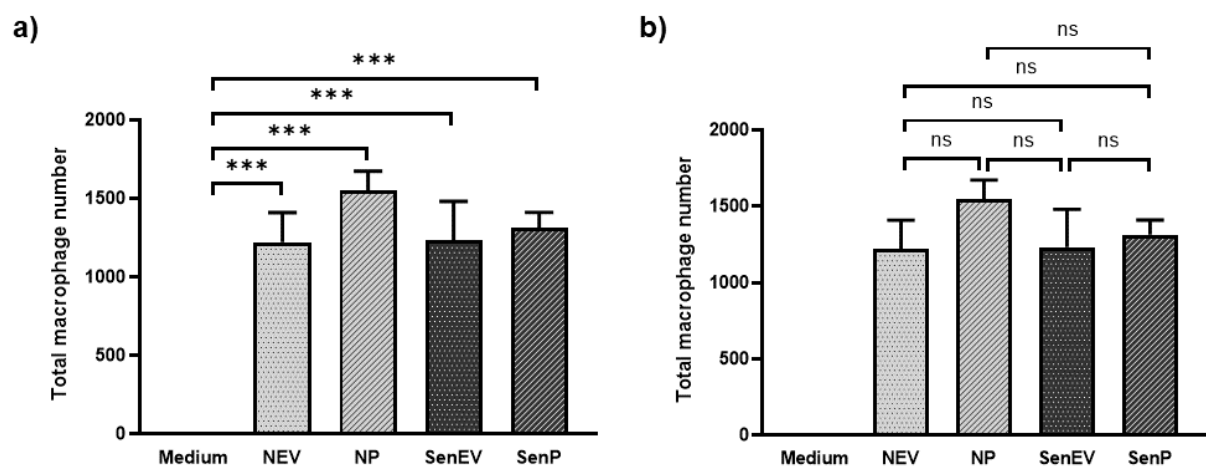 a)
***
***
***
***
Total macrophage number
2000
1500
1000
500
0
Medium NEV NP SenEV SenP
b)
ns
ns
ns
ns ns ns
Total macrophage number
2000
1500
1000
500
0
Medium NEV NP SenEV SenP